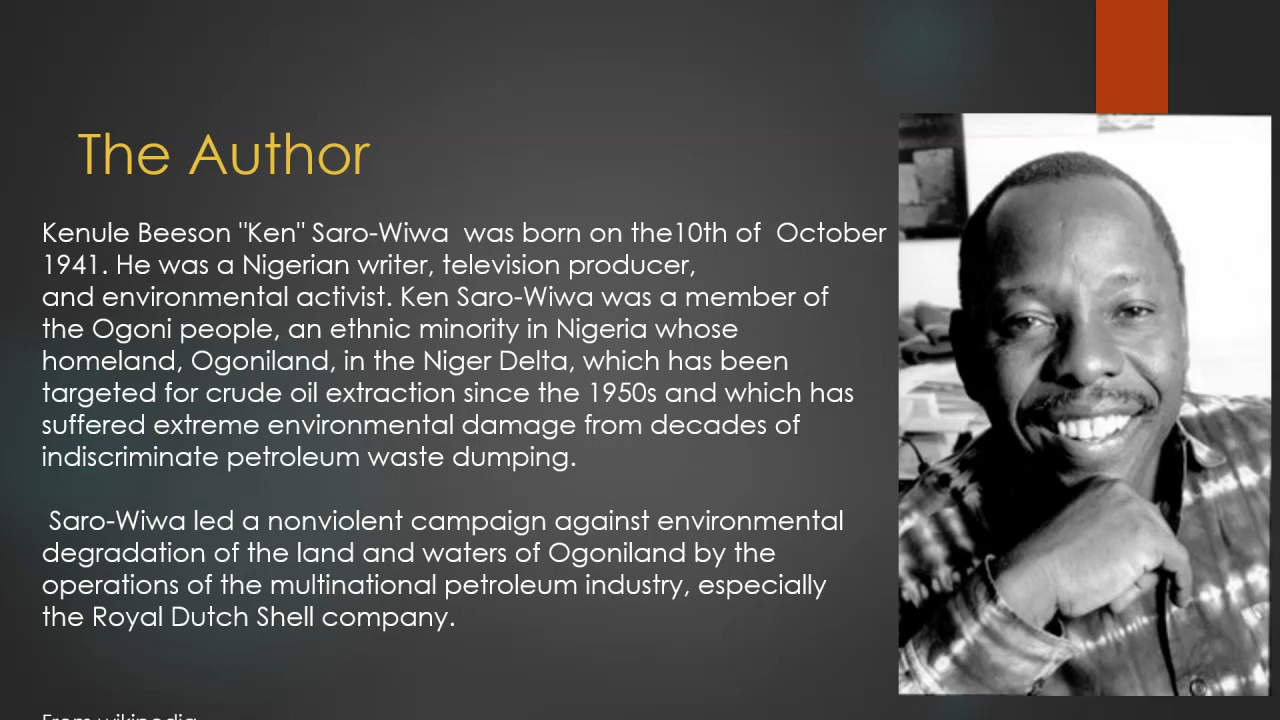 The Author
Kenule Beeson "Ken" Saro-Wiwa  was born on the10th of  October
1941. He was a Nigerian writer, television producer,
and environmental activist. Ken Saro-Wiwa was a member of
the Ogoni people, an ethnic minority in Nigeria whose
homeland, Ogoniland, in the Niger Delta, which has been
targeted for crude oil extraction since the 1950s and which has
suffered extreme environmental damage from decades of
indiscriminate petroleum waste dumping.
Saro-Wiwa led a nonviolent campaign against environmental
degradation of the land and waters of Ogoniland by the
operations of the multinational petroleum industry, especially
the Royal Dutch Shell company.
From wikipedia